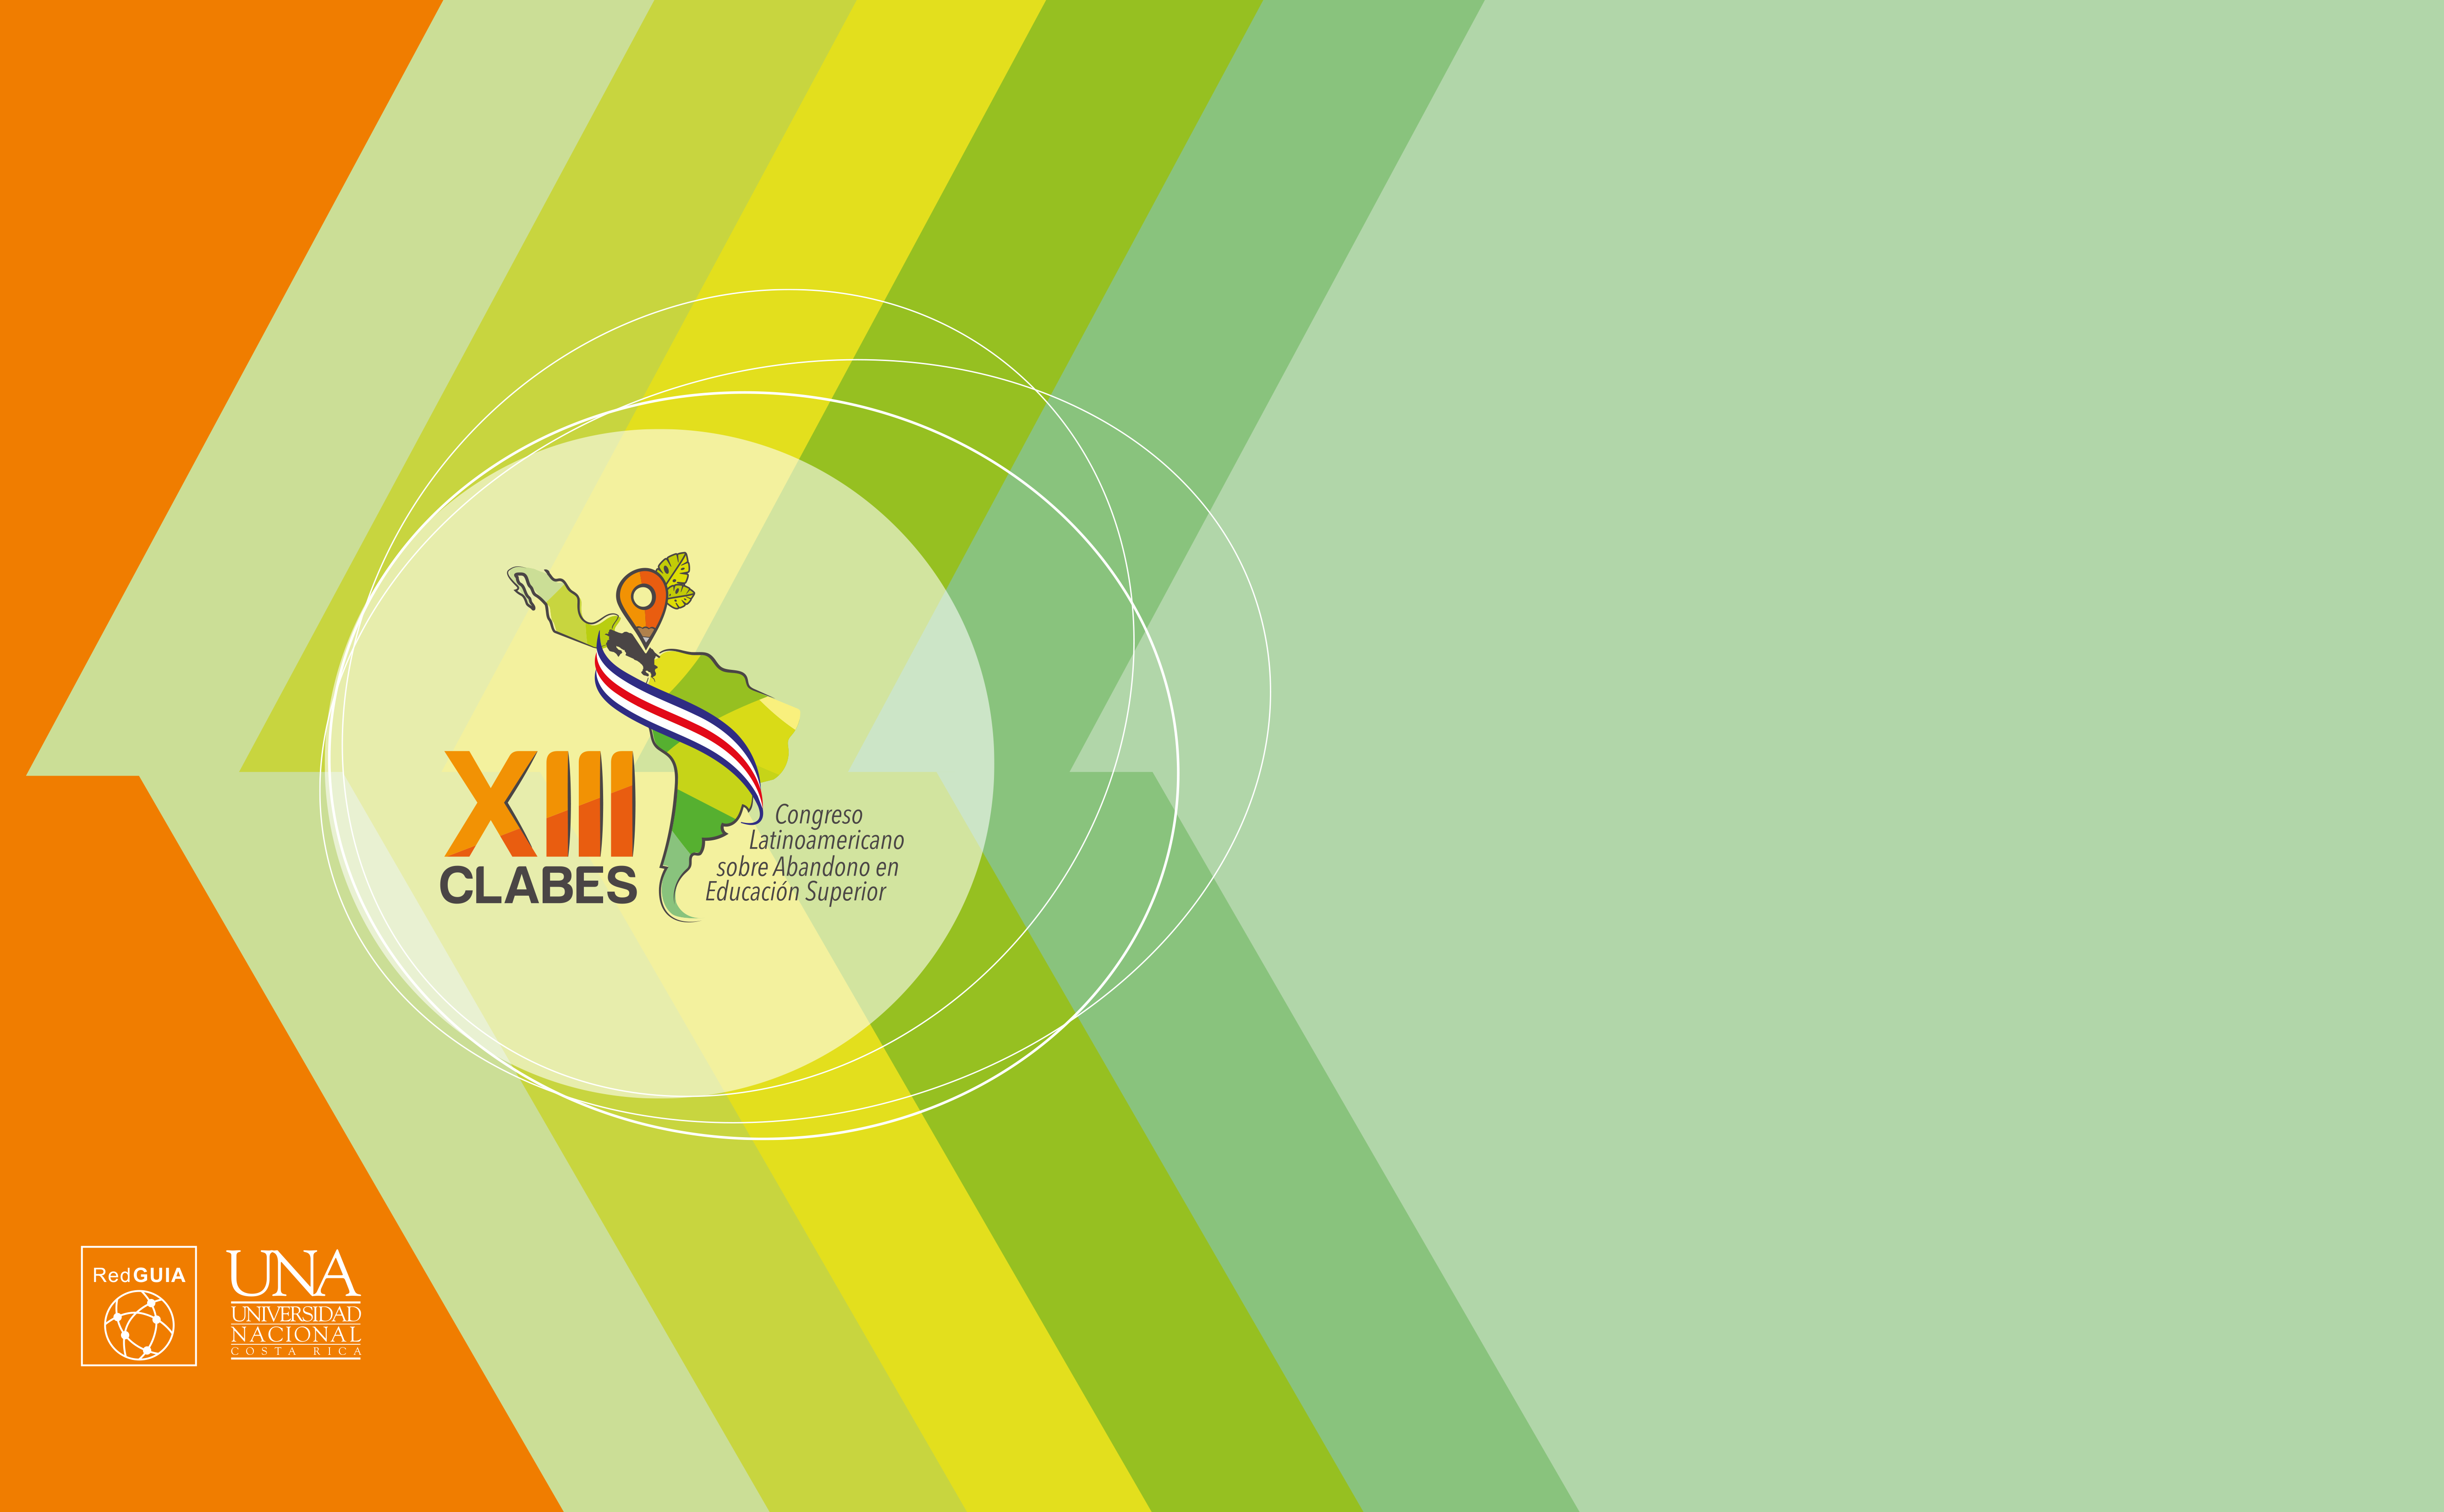 XIII
CLABES
Congreso
Latinoamericano
sobre Abandono en
Educación Superior
RedGUIA
UNA
UNIVERSIDAD
NACIONAL
COSTA RICA